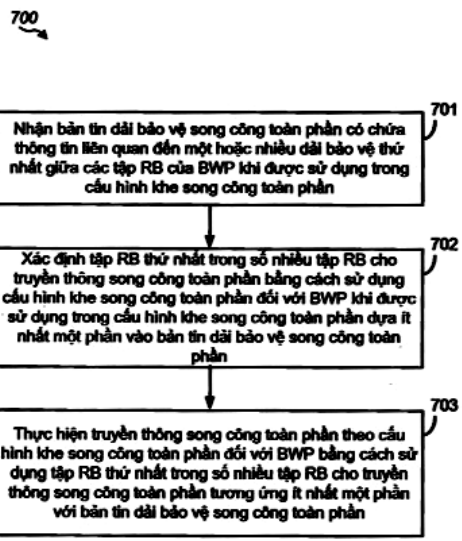 700
701
Nhận bản tin dải bảo vệ song công toàn phần có chứa
thông tin liên quan đến một hoặc nhiều dải bảo vệ thứ
nhất giữa các tập RB của BWP khi được sử dụng trong
cấu hình khe song công toàn phần
702
Xác định tập RB thứ nhất trong số nhiều tập RB cho
truyền thông song công toàn phần bằng cách sử dụng
cấu hình khe song công toàn phần đối với BWP khi được
sử dụng trong cấu hình khe song công toàn phần dựa ít
nhất một phần vào bản tin dải bảo vệ song công toàn
phần
703
Thực hiện truyền thông song công toàn phần theo cấu
hình khe song công toàn phần đối với BWP bằng cách sử
dụng tập RB thứ nhất trong số nhiều tập RB cho truyền
thông song công toàn phần tương ứng ít nhất một phần
với bản tin dải bảo vệ song công toàn phần